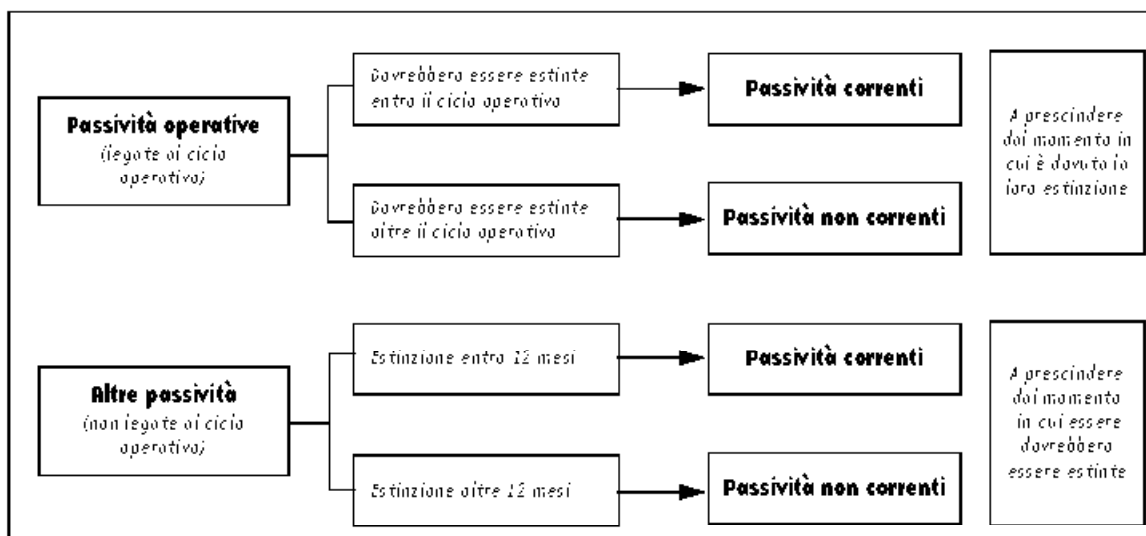 Passività operative
(legate al ciclo
operativo)
Dovrebbero essere estinte
entro il ciclo operativo
Passività correnti
Dovrebbero essere estinte
oltre il ciclo operativo
Passività non correnti
A prescindere
dal momento in
cui è dovuta la
loro estinzione
Altre passività
(non legate al ciclo
operativo)
Estinzione entro 12 mesi
Passività correnti
Estinzione oltre 12 mesi
Passività non correnti
A prescindere
dal momento
in cui essere
dovrebbero
essere estinte